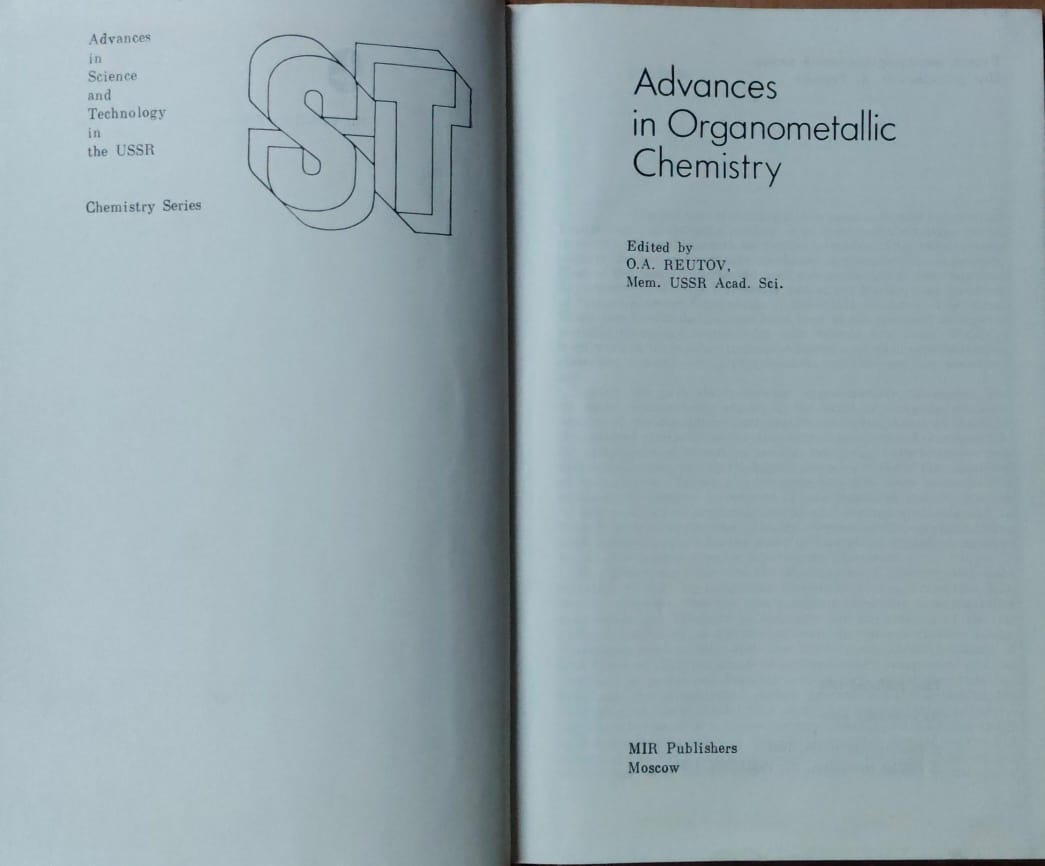 Advances
in
Science
and
Technology
in
the USSR
Chemistry Series
ST
Advances
in Organometallic
Chemistry
Edited by
O.A. REUTOV,
Mem. USSR Acad. Sci.
MIR Publishers
Moscow